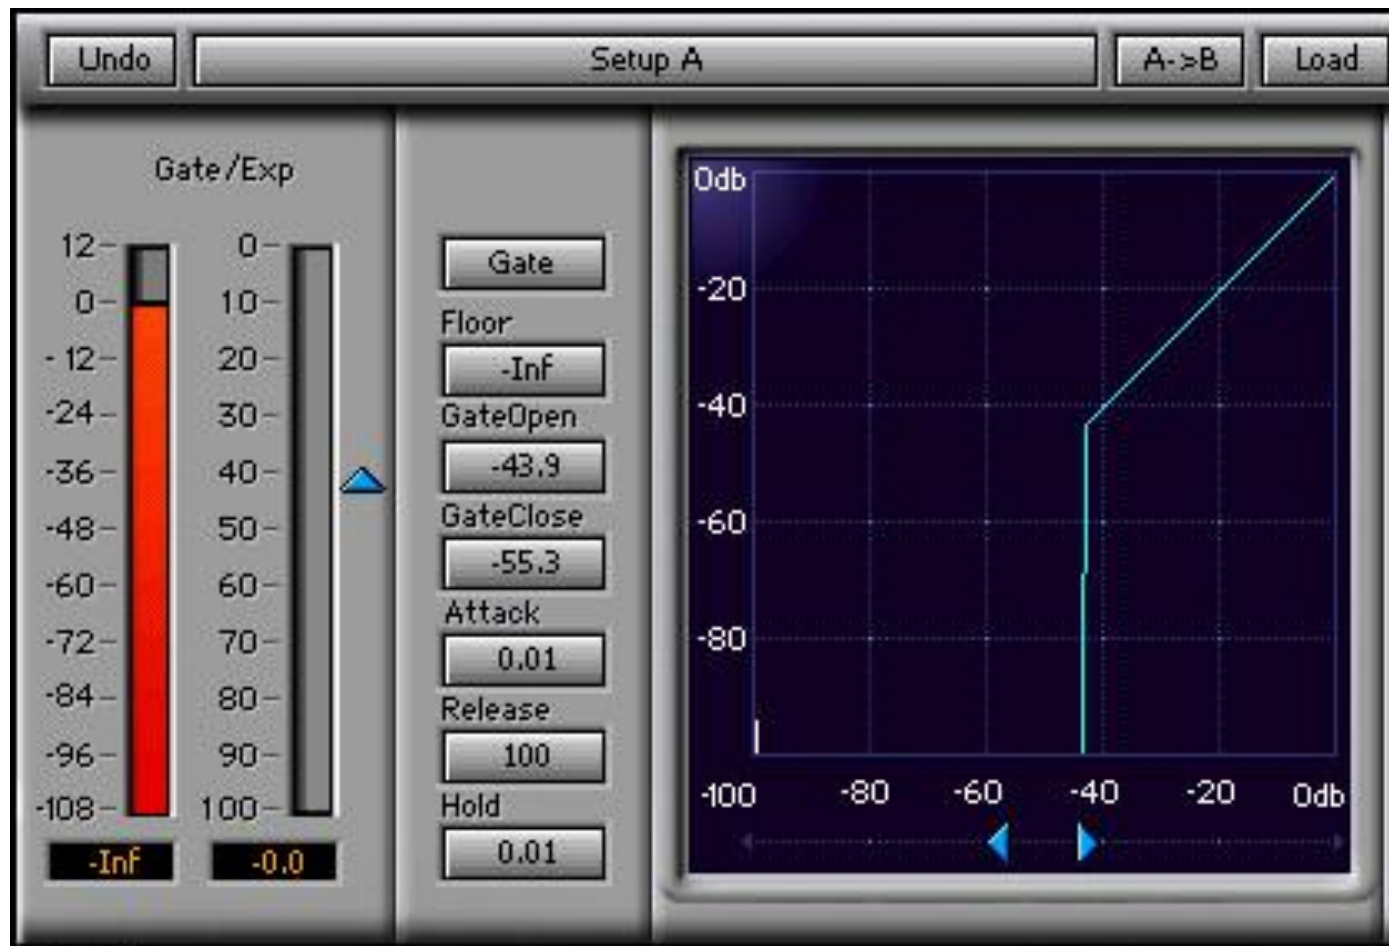 Undo Setup A A->B Load
Gate/Exp
12 0
0 10
-12 20
-24 30
-36 40
-48 50
-60 60
-72 70
-84 80
-96 90
-108 100
-Inf -0.0
Gate
Floor
-Inf
GateOpen
-43.9
GateClose
-55.3
Attack
0.01
Release
100
Hold
0.01
0db
-20
-40
-60
-80
-100 -80 -60 -40 -20 0db